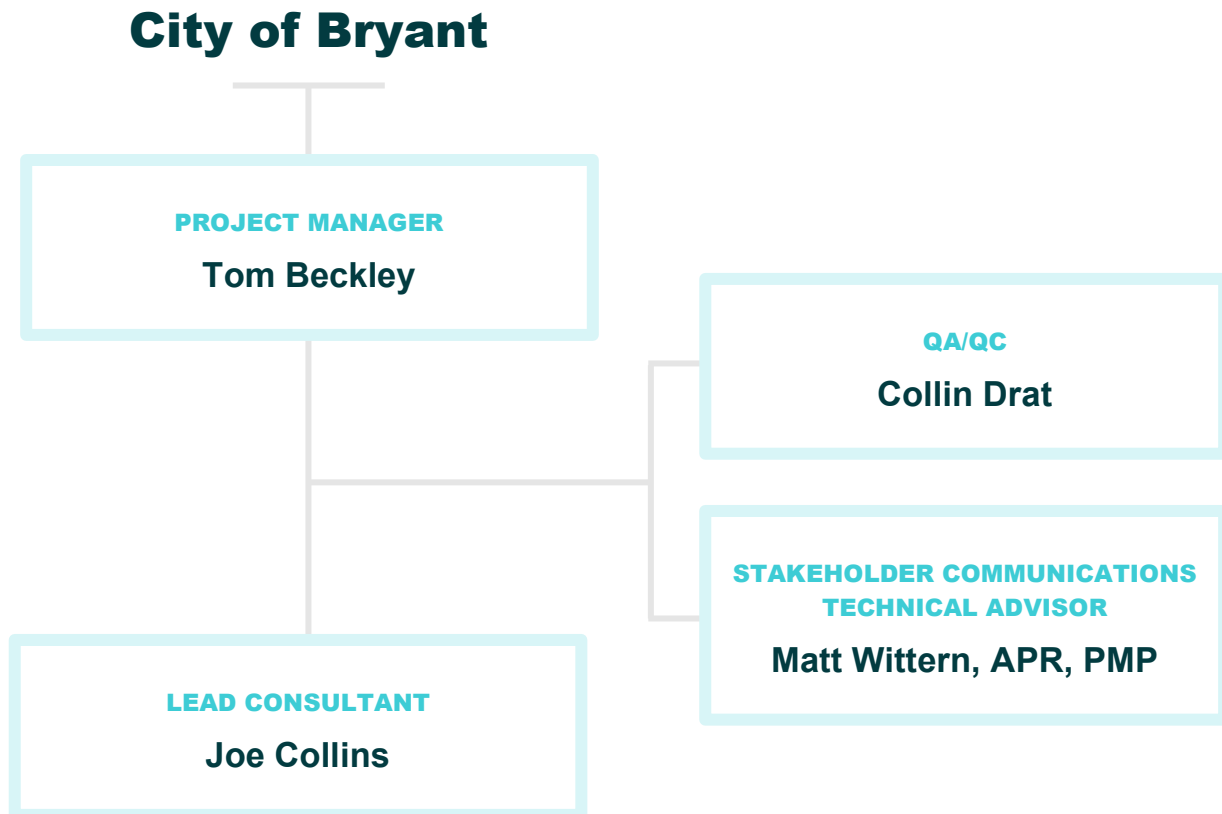 City of Bryant
PROJECT MANAGER
Tom Beckley
QA/QC
Collin Drat
STAKEHOLDER COMMUNICATIONS
TECHNICAL ADVISOR
Matt Wittern, APR, PMP
LEAD CONSULTANT
Joe Collins